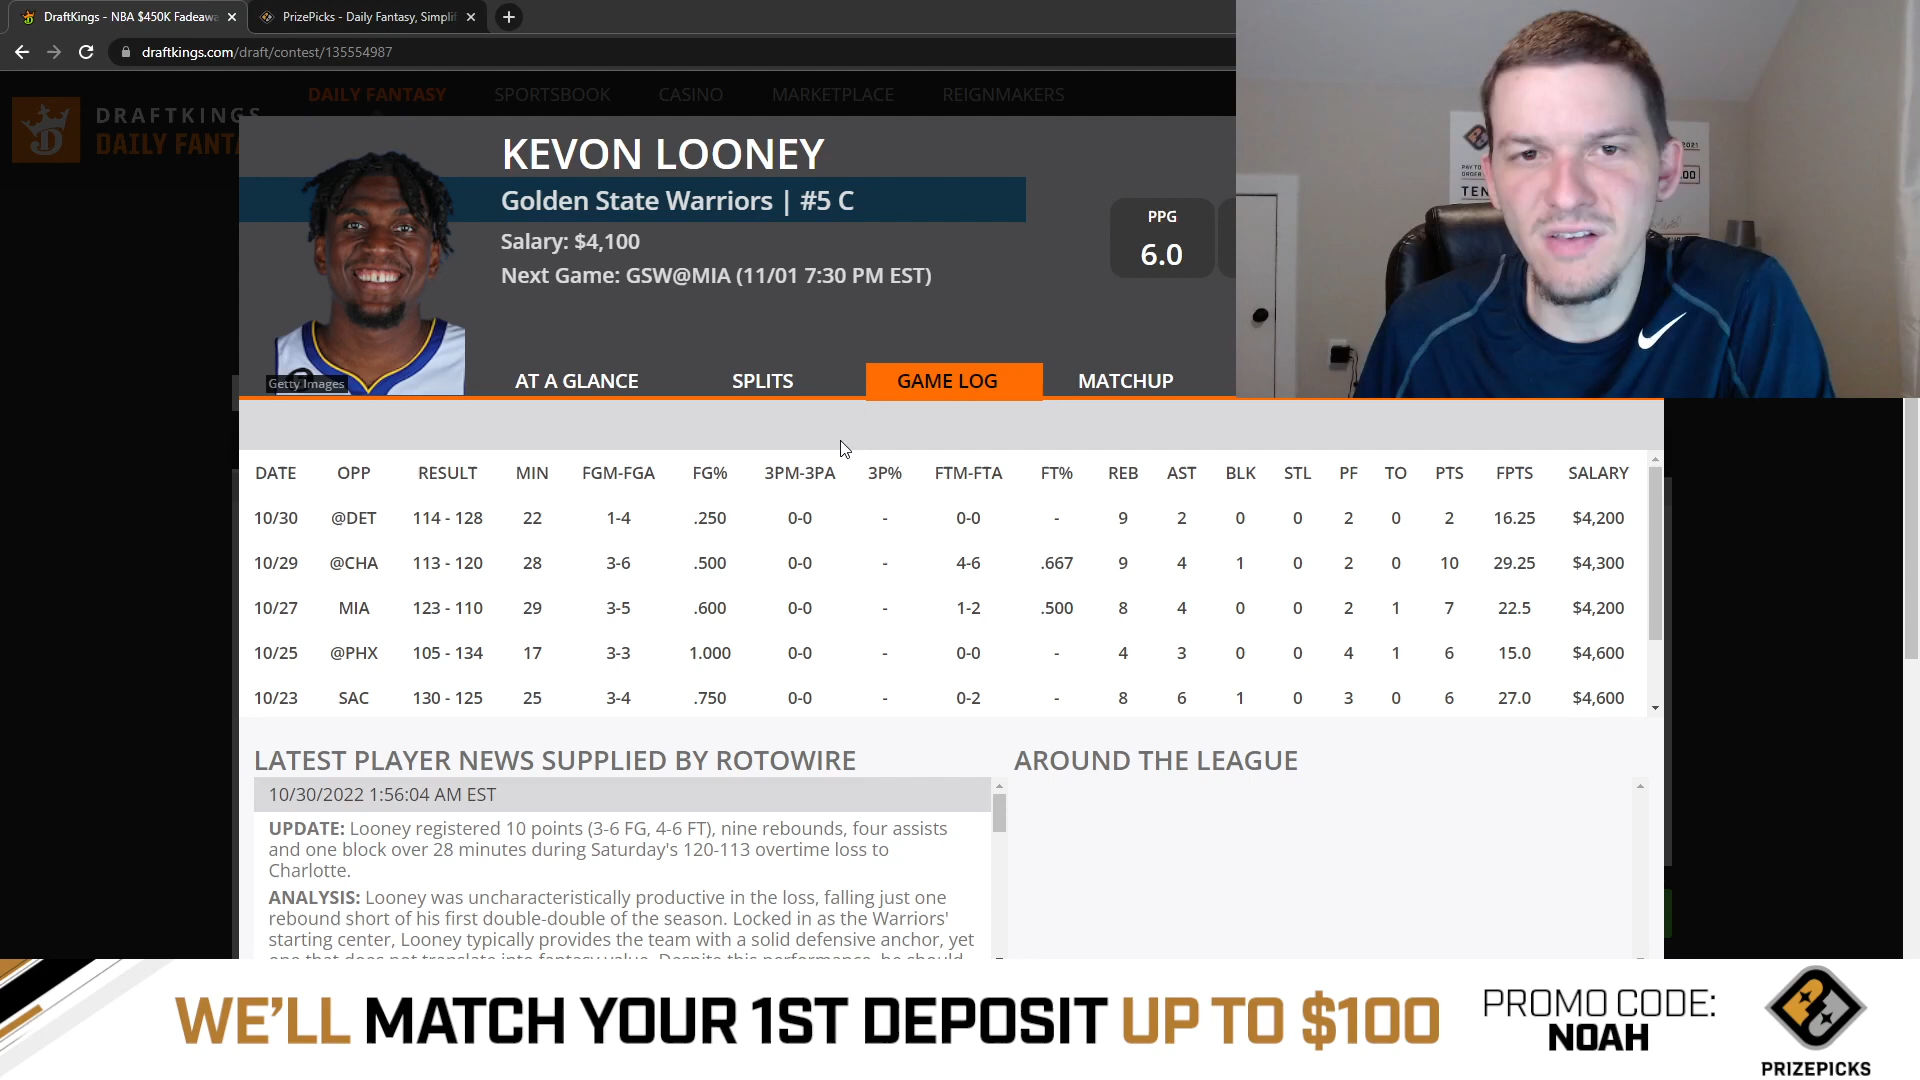 DraftKings - NBA $450K Fadeawa
PrizePicks - Daily Fantasy, Simplif
draftkings.com/draft/contest/135554987
DAILY FANTASY SPORTSBOOK CASINO MARKETPLACE REIGNMAKERS
DRAFTKINGS
DAILY FANTA
KEVON LOONEY
Golden State Warriors | #5 C
Salary: $4,100
Next Game: GSW@MIA (11/01 7:30 PM EST)
PPG
6.0
Getty Images
AT A GLANCE SPLITS GAME LOG MATCHUP
DATE OPP RESULT MIN FGM-FGA FG% 3PM-3PA 3P% FTM-FTA FT% REB AST BLK STL PF TO PTS FPTS SALARY
10/30 @DET 114 - 128 22 1-4 .250 0-0 - 0-0 - 9 2 0 0 2 0 2 16.25 $4,200
10/29 @CHA 113 - 120 28 3-6 .500 0-0 - 4-6 .667 9 4 1 0 2 0 10 29.25 $4,300
10/27 MIA 123 - 110 29 3-5 .600 0-0 - 1-2 .500 8 4 0 0 2 1 7 22.5 $4,200
10/25 @PHX 105 - 134 17 3-3 1.000 0-0 - 0-0 - 4 3 0 0 4 1 6 15.0 $4,600
10/23 SAC 130 - 125 25 3-4 .750 0-0 - 0-2 - 8 6 1 0 3 0 6 27.0 $4,600
LATEST PLAYER NEWS SUPPLIED BY ROTOWIRE
AROUND THE LEAGUE
10/30/2022 1:56:04 AM EST
UPDATE: Looney registered 10 points (3-6 FG, 4-6 FT), nine rebounds, four assists
and one block over 28 minutes during Saturday's 120-113 overtime loss to
Charlotte.
ANALYSIS: Looney was uncharacteristically productive in the loss, falling just one
rebound short of his first double-double of the season. Locked in as the Warriors'
starting center, Looney typically provides the team with a solid defensive anchor, yet
one that does not translate into fantasy value. Despite this performance, he should
WE'LL MATCH YOUR 1ST DEPOSIT UP TO $100
PROMO CODE:
NOAH
PRIZEPICKS